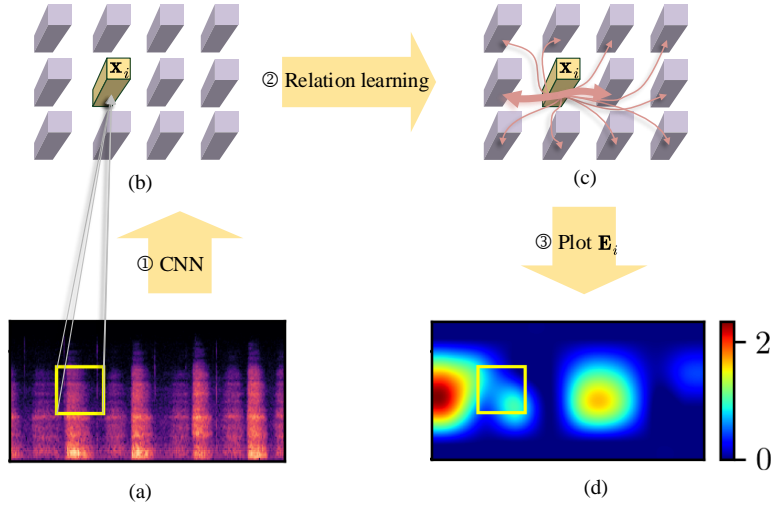 x_i
② Relation learning
x_i
(b)
(c)
① CNN
③ Plot E_i
2
0
(a)
(d)